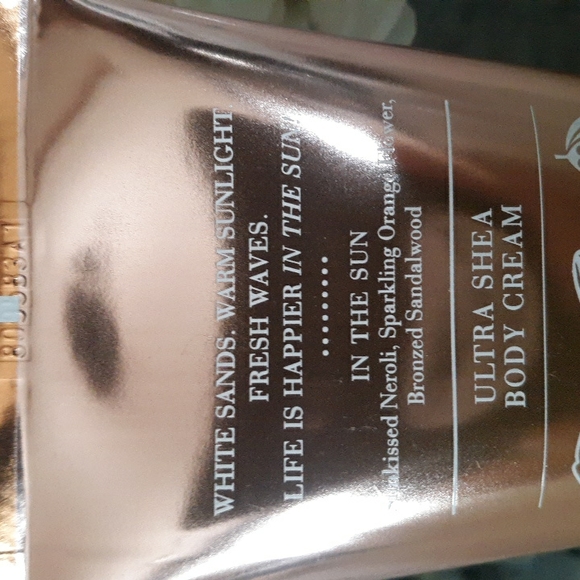 WHITE SANDS. WARM SUNLIGHT
FRESH WAVES.
LIFE IS HAPPIER IN THE SUN
IN THE SUN
Neroli, Sparkling Orange
Bronzed Sandalwood
ULTRA SHEA
BODY CREAM